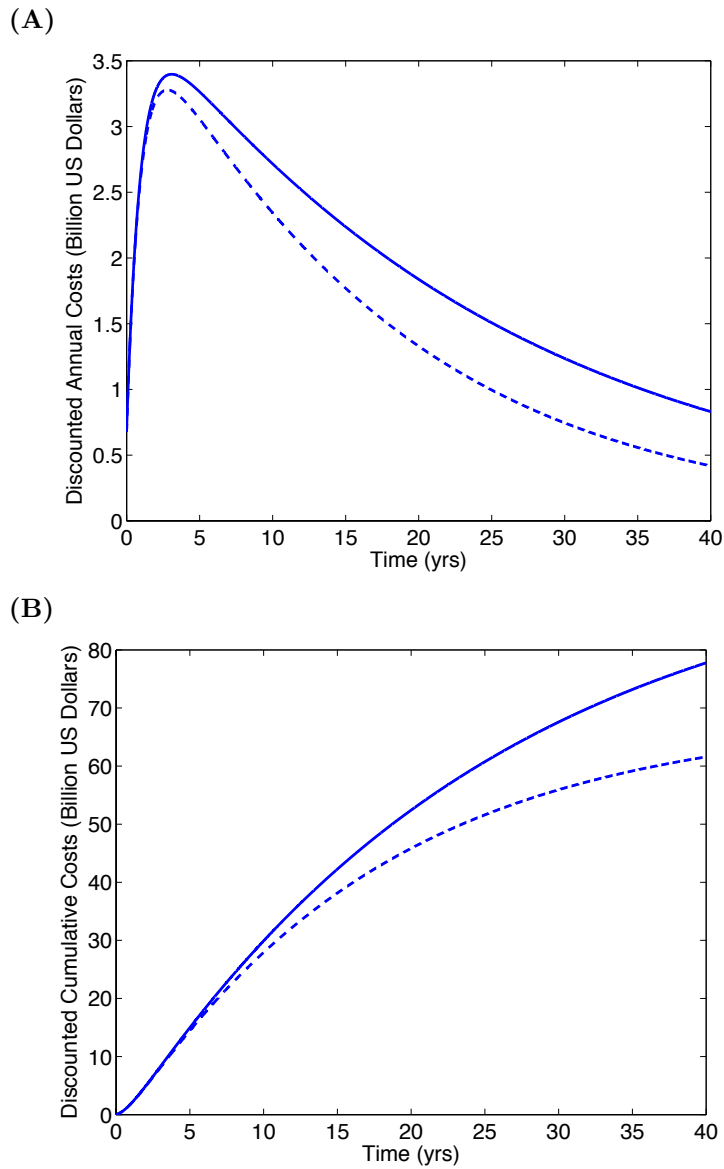 (A)
3.5
3
2.5
2
1.5
1
0.5
0
Discounted Annual Costs (Billion US Dollars)
0 5 10 15 20 25 30 35 40
Time (yrs)
(B)
80
70
60
50
40
30
20
10
0
Discounted Cumulative Costs (Billion US Dollars)
0 5 10 15 20 25 30 35 40
Time (yrs)